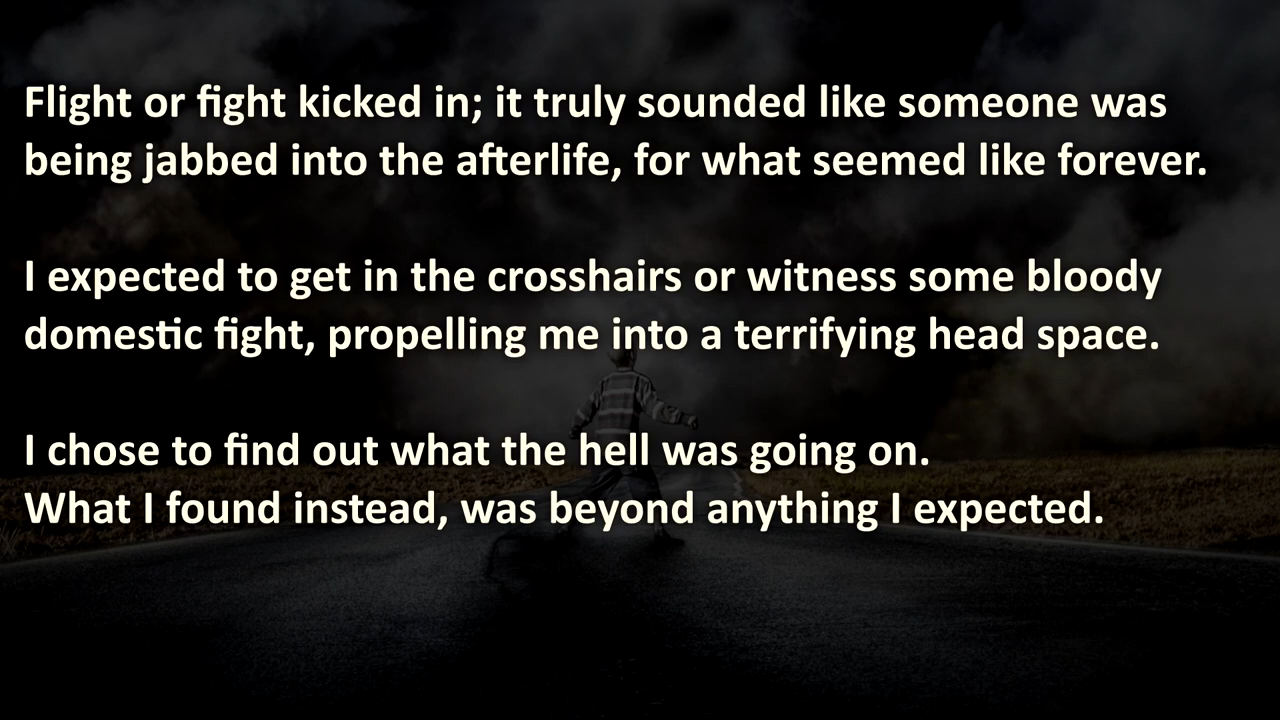 Flight or fight kicked in; it truly sounded like someone was
being jabbed into the afterlife, for what seemed like forever.
I expected to get in the crosshairs or witness some bloody
domestic fight, propelling me into a terrifying head space.
I chose to find out what the hell was going on.
What I found instead, was beyond anything I expected.